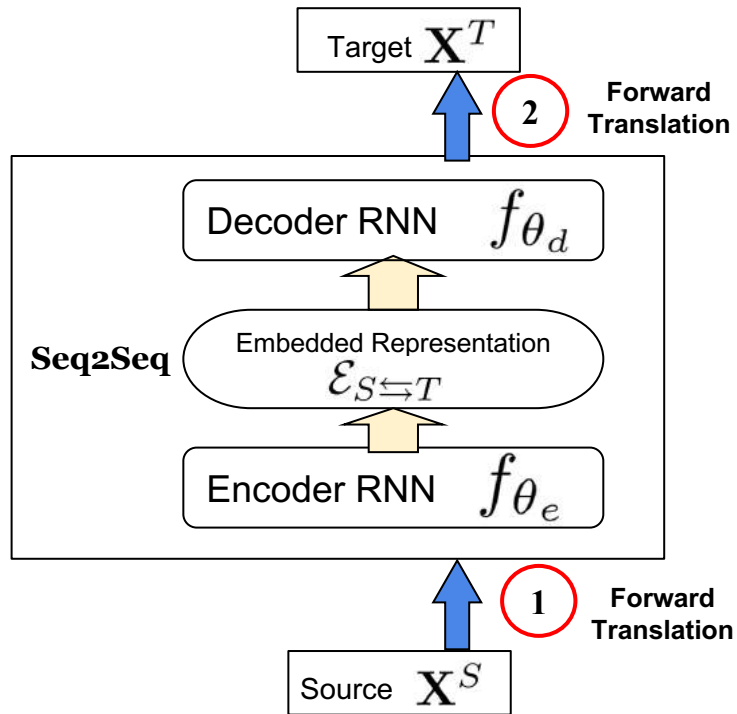 Target X^T
2
Forward
Translation
Decoder RNN f_{θ_d}
Seq2Seq
Embedded Representation
ℰ_{S⇆T}
Encoder RNN f_{θ_e}
1
Forward
Translation
Source X^S